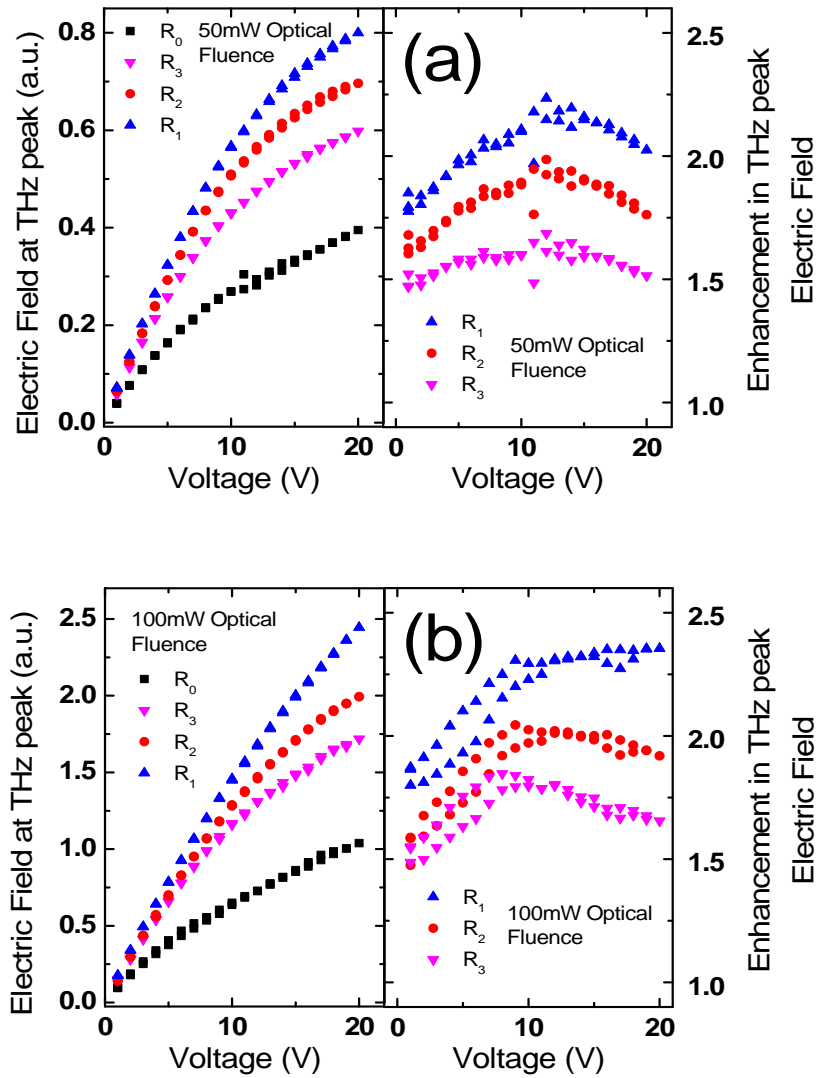 Electric Field at THz peak (a.u.)
0.8
0.6
0.4
0.2
0.0
R0
R3
R2
R1
50mW Optical
Fluence
0
10
20
Voltage (V)
(a)
R1
R2
R3
50mW Optical
Fluence
0
10
20
Voltage (V)
2.5
2.0
1.5
1.0
Enhancement in THz peak
Electric Field
Electric Field at THz peak (a.u.)
2.5
2.0
1.5
1.0
0.5
0.0
100mW Optical
Fluence
R0
R3
R2
R1
0
10
20
Voltage (V)
(b)
R1
R2
R3
100mW Optical
Fluence
0
10
20
Voltage (V)
2.5
2.0
1.5
1.0
Enhancement in THz peak
Electric Field